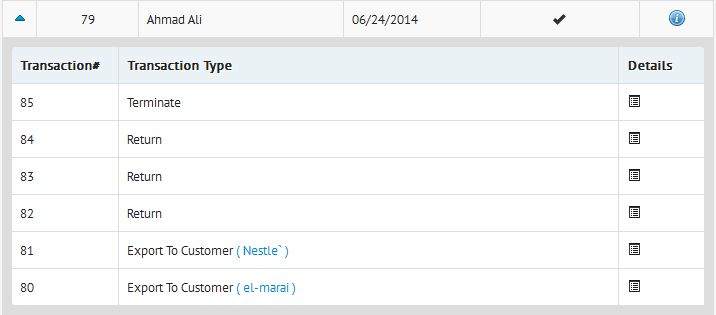 79 Ahmad Ali 06/24/2014
Transaction# Transaction Type Details
85 Terminate
84 Return
83 Return
82 Return
81 Export To Customer ( Nestle` )
80 Export To Customer ( el-marai )